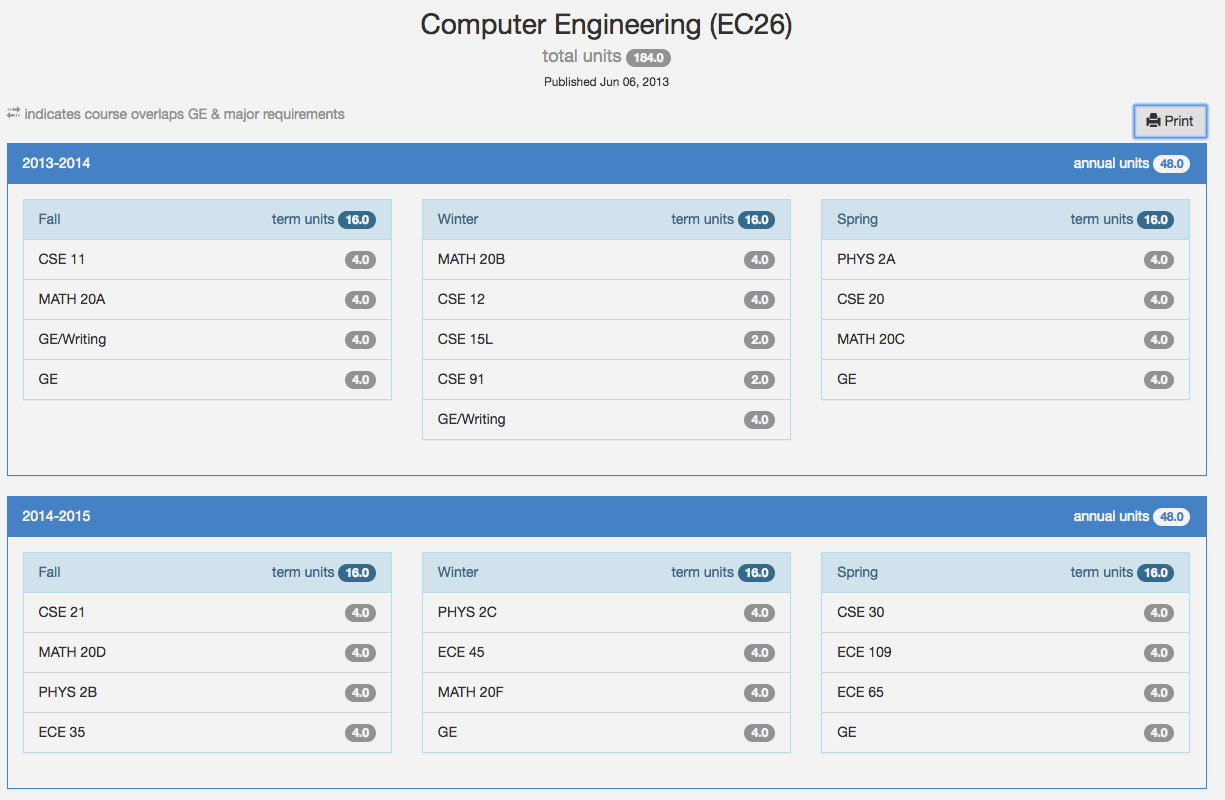 Computer Engineering (EC26)
total units 184.0
Published Jun 06, 2013
indicates course overlaps GE & major requirements
Print
2013-2014 annual units 48.0
Fall term units 16.0
CSE 11 4.0
MATH 20A 4.0
GE/Writing 4.0
GE 4.0
Winter term units 16.0
MATH 20B 4.0
CSE 12 4.0
CSE 15L 2.0
CSE 91 2.0
GE/Writing 4.0
Spring term units 16.0
PHYS 2A 4.0
CSE 20 4.0
MATH 20C 4.0
GE 4.0
2014-2015 annual units 48.0
Fall term units 16.0
CSE 21 4.0
MATH 20D 4.0
PHYS 2B 4.0
ECE 35 4.0
Winter term units 16.0
PHYS 2C 4.0
ECE 45 4.0
MATH 20F 4.0
GE 4.0
Spring term units 16.0
CSE 30 4.0
ECE 109 4.0
ECE 65 4.0
GE 4.0